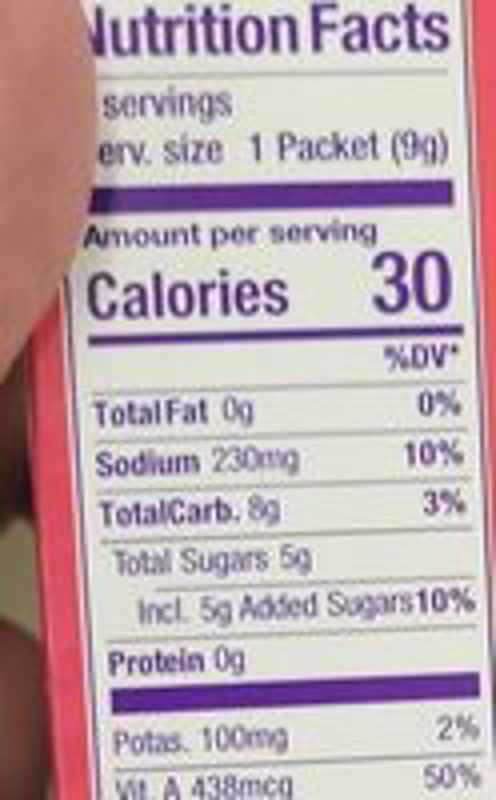 Nutrition Facts
servings
erv. size 1 Packet (9g)
Amount per serving
Calories 30
%DV*
Total Fat 0g 0%
Sodium 230mg 10%
Total Carb. 8g 3%
Total Sugars 5g
Incl. 5g Added Sugars 10%
Protein 0g
Potas. 100mg 2%
Vit. A 438mcg 50%